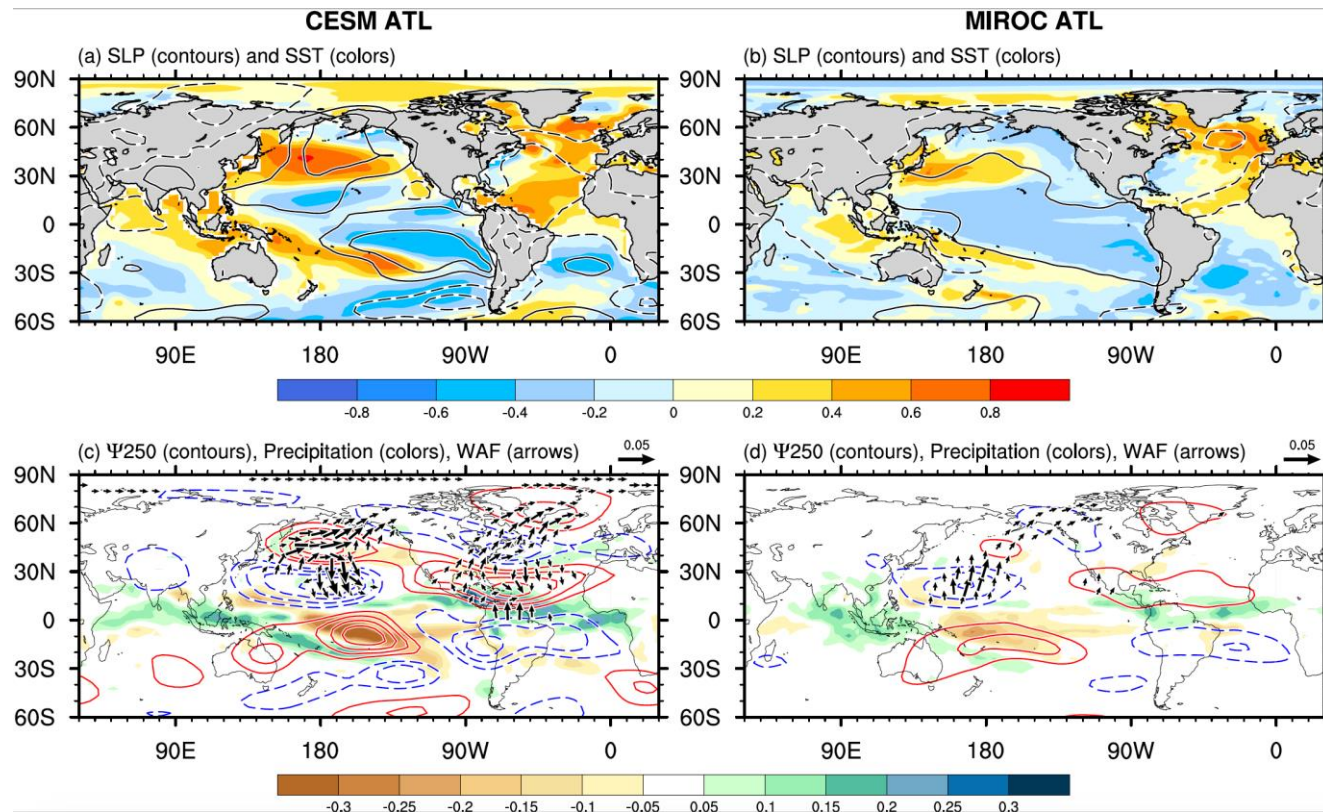 CESM ATL MIROC ATL
(a) SLP (contours) and SST (colors) (b) SLP (contours) and SST (colors)
90N 90N
60N 60N
30N 30N
0 0
30S 30S
60S 60S
90E 180 90W 0 90E 180 90W 0
-0.8 -0.6 -0.4 -0.2 0 0.2 0.4 0.6 0.8
(c) Ψ250 (contours), Precipitation (colors), WAF (arrows) 0.05 (d) Ψ250 (contours), Precipitation (colors), WAF (arrows) 0.05
90N 90N
60N 60N
30N 30N
0 0
30S 30S
60S 60S
90E 180 90W 0 90E 180 90W 0
-0.3 -0.25 -0.2 -0.15 -0.1 -0.05 0.05 0.1 0.15 0.2 0.25 0.3